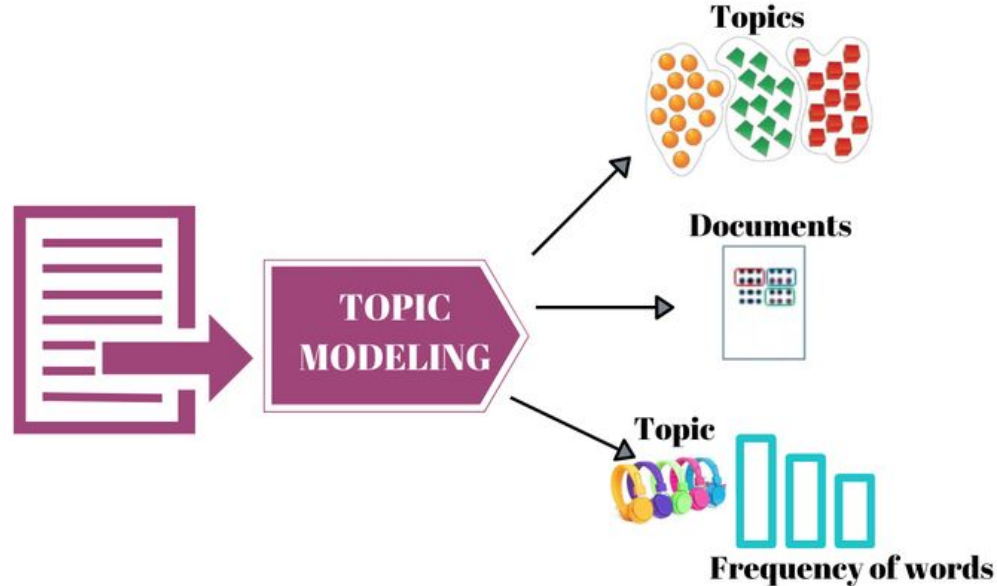 Topics
Documents
TOPIC
MODELING
Topic
Frequency of words